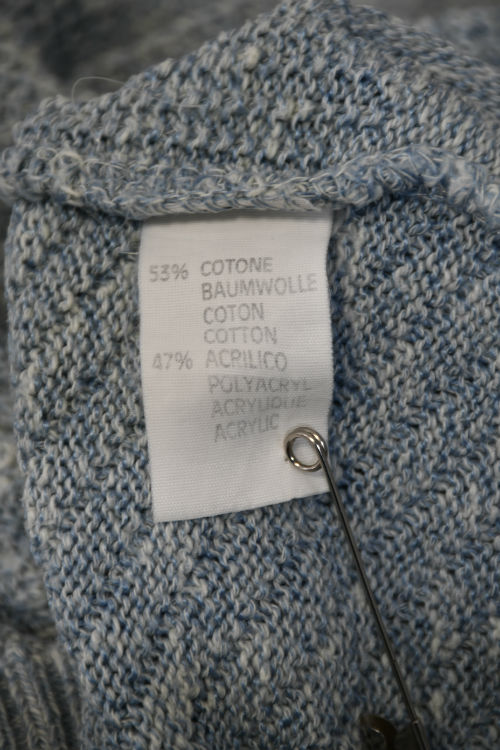 53% COTONE
BAUMWOLLE
COTON
COTTON
47% ACRILICO
POLYACRYL
ACRYLIQUE
ACRYLIC